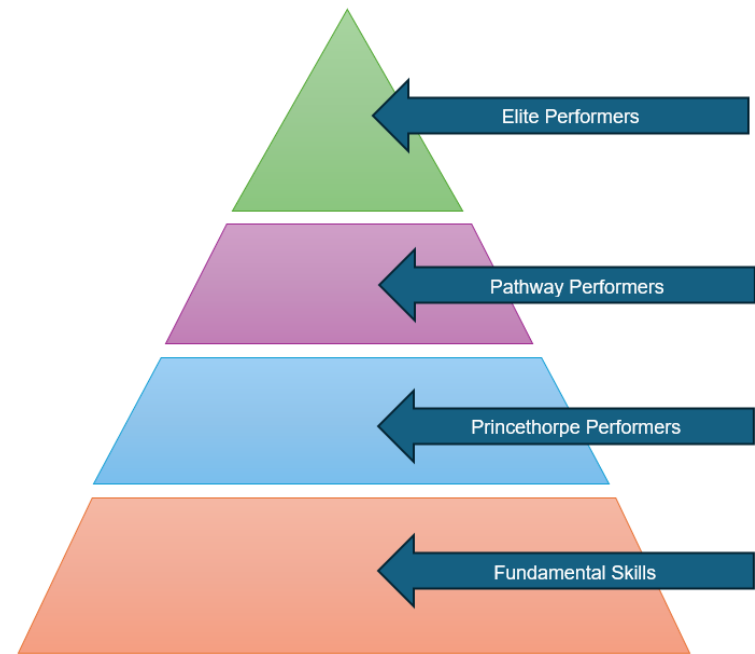 Elite Performers
Pathway Performers
Princethorpe Performers
Fundamental Skills